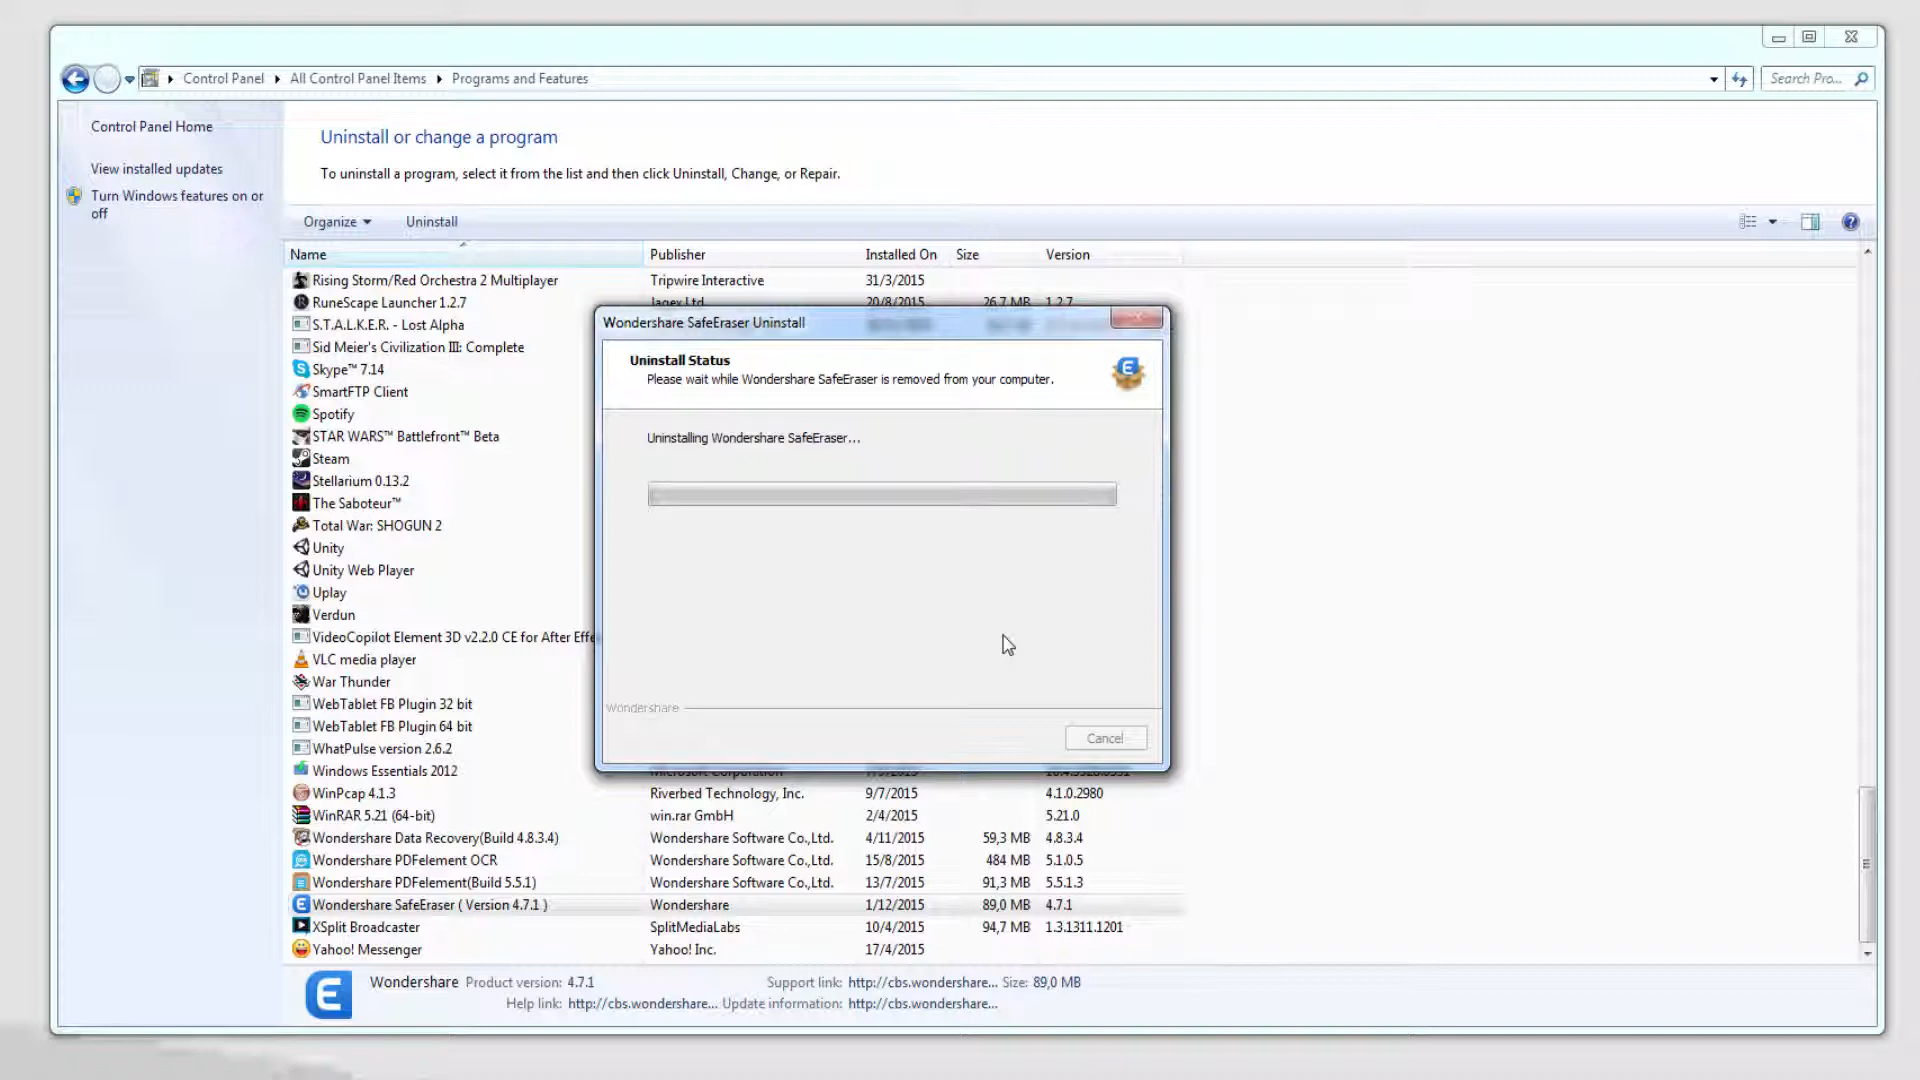 Control Panel All Control Panel Items Programs and Features
Search Pro...
Control Panel Home
View installed updates
Turn Windows features on or
off
Uninstall or change a program
To uninstall a program, select it from the list and then click Uninstall, Change, or Repair.
Organize Uninstall
Name Publisher Installed On Size Version
Rising Storm/Red Orchestra 2 Multiplayer Tripwire Interactive 31/3/2015
RuneScape Launcher 1.2.7 Jagex Ltd. 20/8/2015 26,7 MB 1.2.7
S.T.A.L.K.E.R. - Lost Alpha
Sid Meier's Civilization III: Complete
Skype™ 7.14
SmartFTP Client
Spotify
STAR WARS™ Battlefront™ Beta
Steam
Stellarium 0.13.2
The Saboteur™
Total War: SHOGUN 2
Unity
Unity Web Player
Uplay
Verdun
VideoCopilot Element 3D v2.2.0 CE for After Effe
VLC media player
War Thunder
WebTablet FB Plugin 32 bit
WebTablet FB Plugin 64 bit
WhatPulse version 2.6.2
Windows Essentials 2012 Microsoft Corporation
WinPcap 4.1.3 Riverbed Technology, Inc. 9/7/2015 4.1.0.2980
WinRAR 5.21 (64-bit) win.rar GmbH 2/4/2015 5.21.0
Wondershare Data Recovery(Build 4.8.3.4) Wondershare Software Co.,Ltd. 4/11/2015 59,3 MB 4.8.3.4
Wondershare PDFelement OCR Wondershare Software Co.,Ltd. 15/8/2015 484 MB 5.1.0.5
Wondershare PDFelement(Build 5.5.1) Wondershare Software Co.,Ltd. 13/7/2015 91,3 MB 5.5.1.3
Wondershare SafeEraser ( Version 4.7.1 ) Wondershare 1/12/2015 89,0 MB 4.7.1
XSplit Broadcaster SplitMediaLabs 10/4/2015 94,7 MB 1.3.1311.1201
Yahoo! Messenger Yahoo! Inc. 17/4/2015
Wondershare SafeEraser Uninstall
Uninstall Status
Please wait while Wondershare SafeEraser is removed from your computer.
Uninstalling Wondershare SafeEraser...
Wondershare
Cancel
Wondershare Product version: 4.7.1 Support link: http://cbs.wondershare... Size: 89,0 MB
Help link: http://cbs.wondershare... Update information: http://cbs.wondershare...